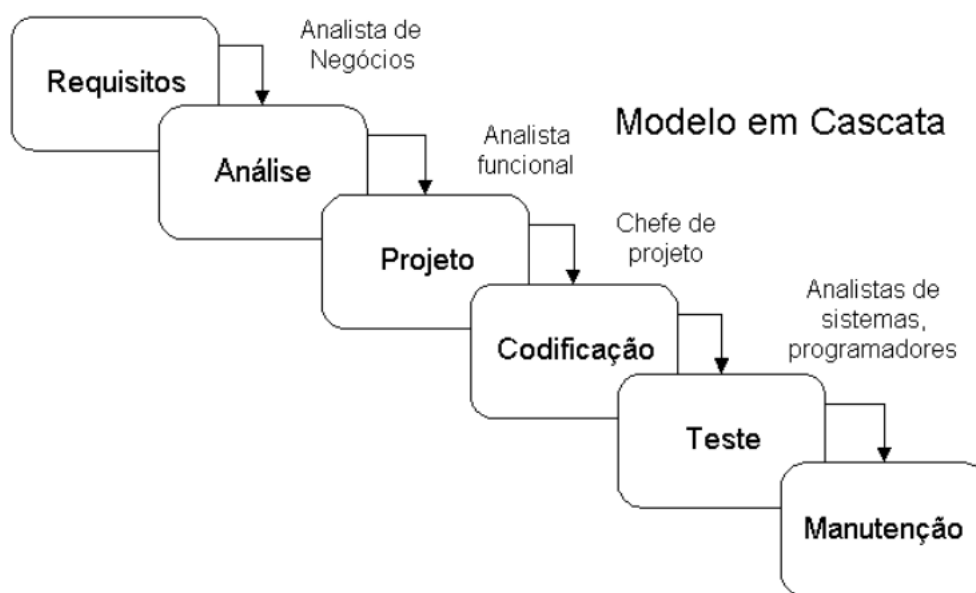 Requisitos
Analista de
Negócios
Modelo em Cascata
Análise
Analista
funcional
Projeto
Chefe de
projeto
Codificação
Analistas de
sistemas,
programadores
Teste
Manutenção